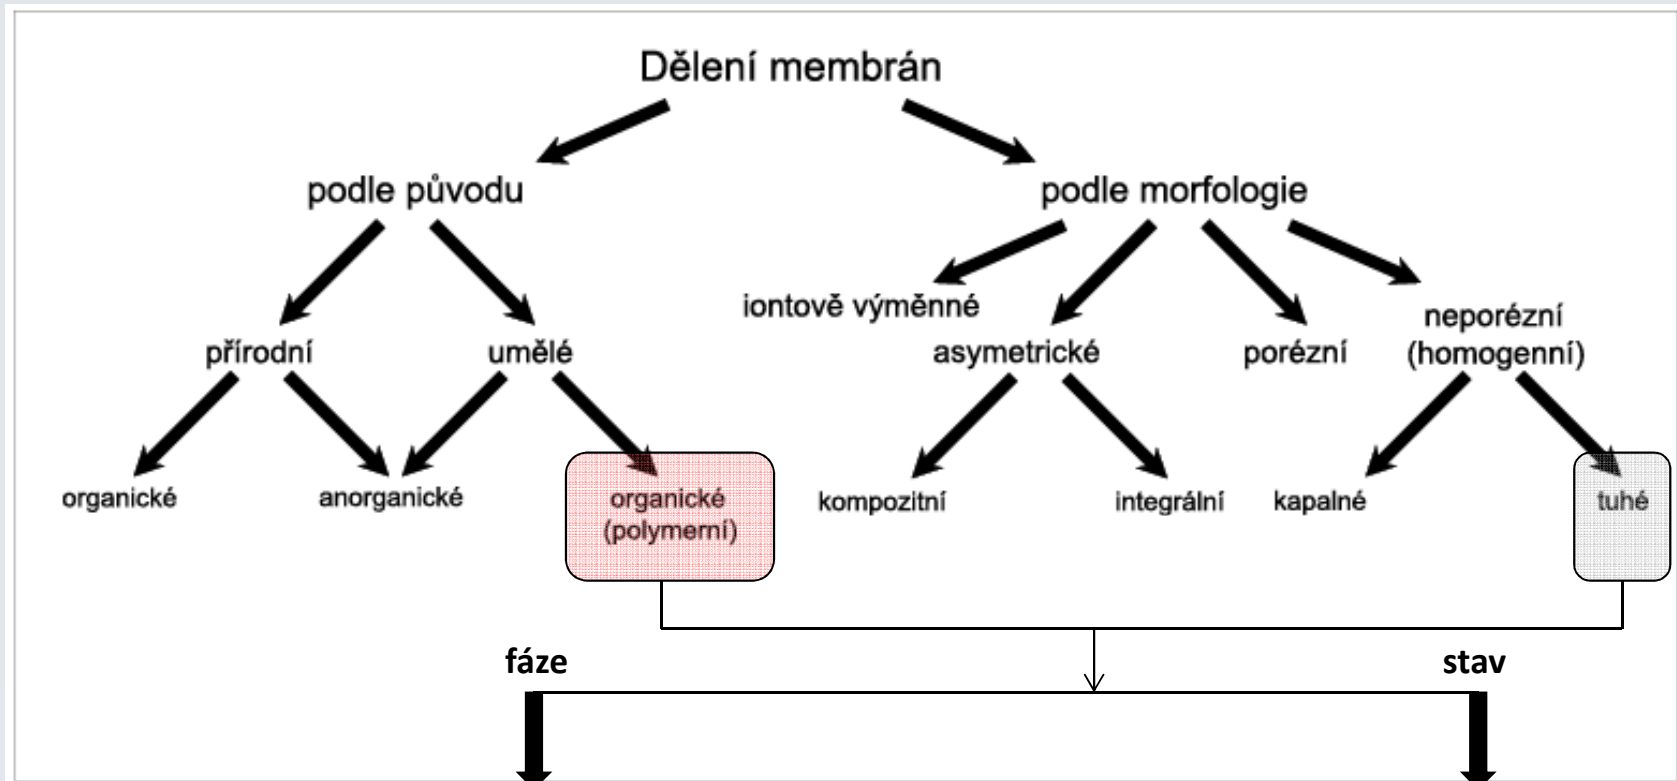 Dělení membrán
podle původu
podle morfologie
iontově výměnné
neporézní
(homogenní)
přírodní
umělé
asymetrické
porézní
organické
anorganické
organické
(polymerní)
kompozitní
integrální
kapalné
tuhé
fáze
stav